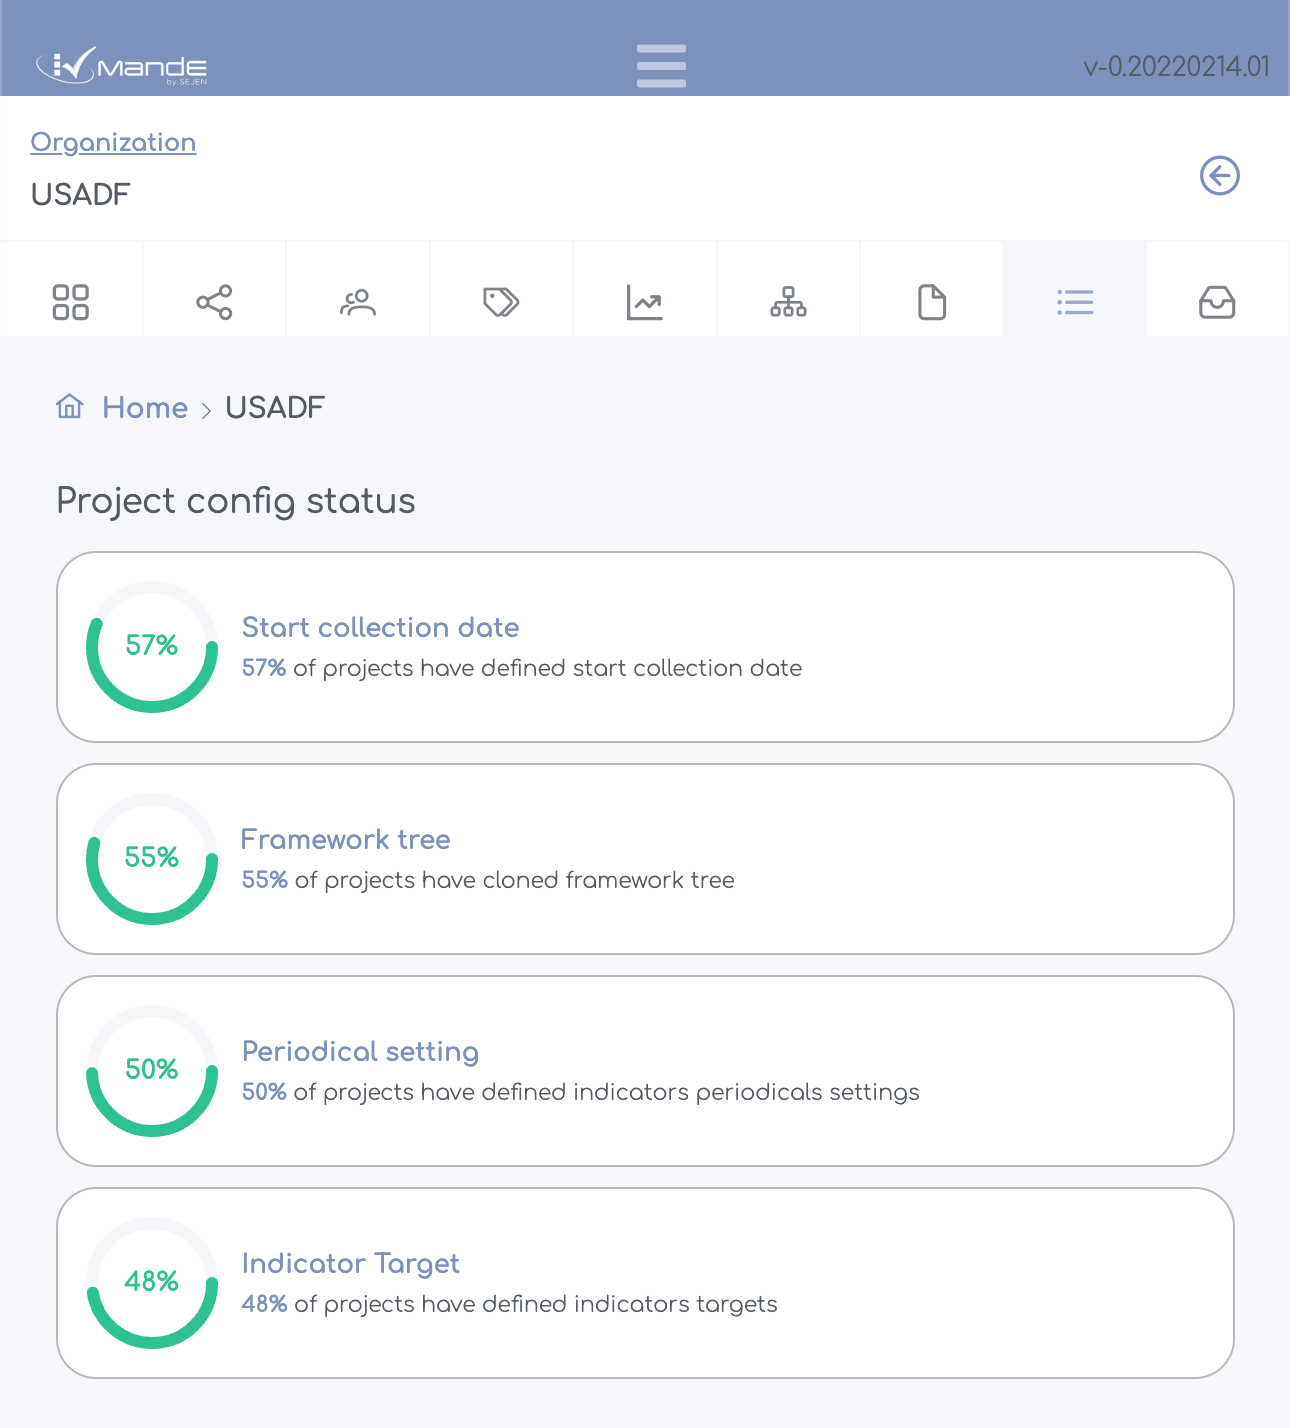 Mande
by SEJEN
v-0.20220214.01
Organization
USADF
Home > USADF
Project config status
57%
Start collection date
57% of projects have defined start collection date
55%
Framework tree
55% of projects have cloned framework tree
50%
Periodical setting
50% of projects have defined indicators periodicals settings
48%
Indicator Target
48% of projects have defined indicators targets